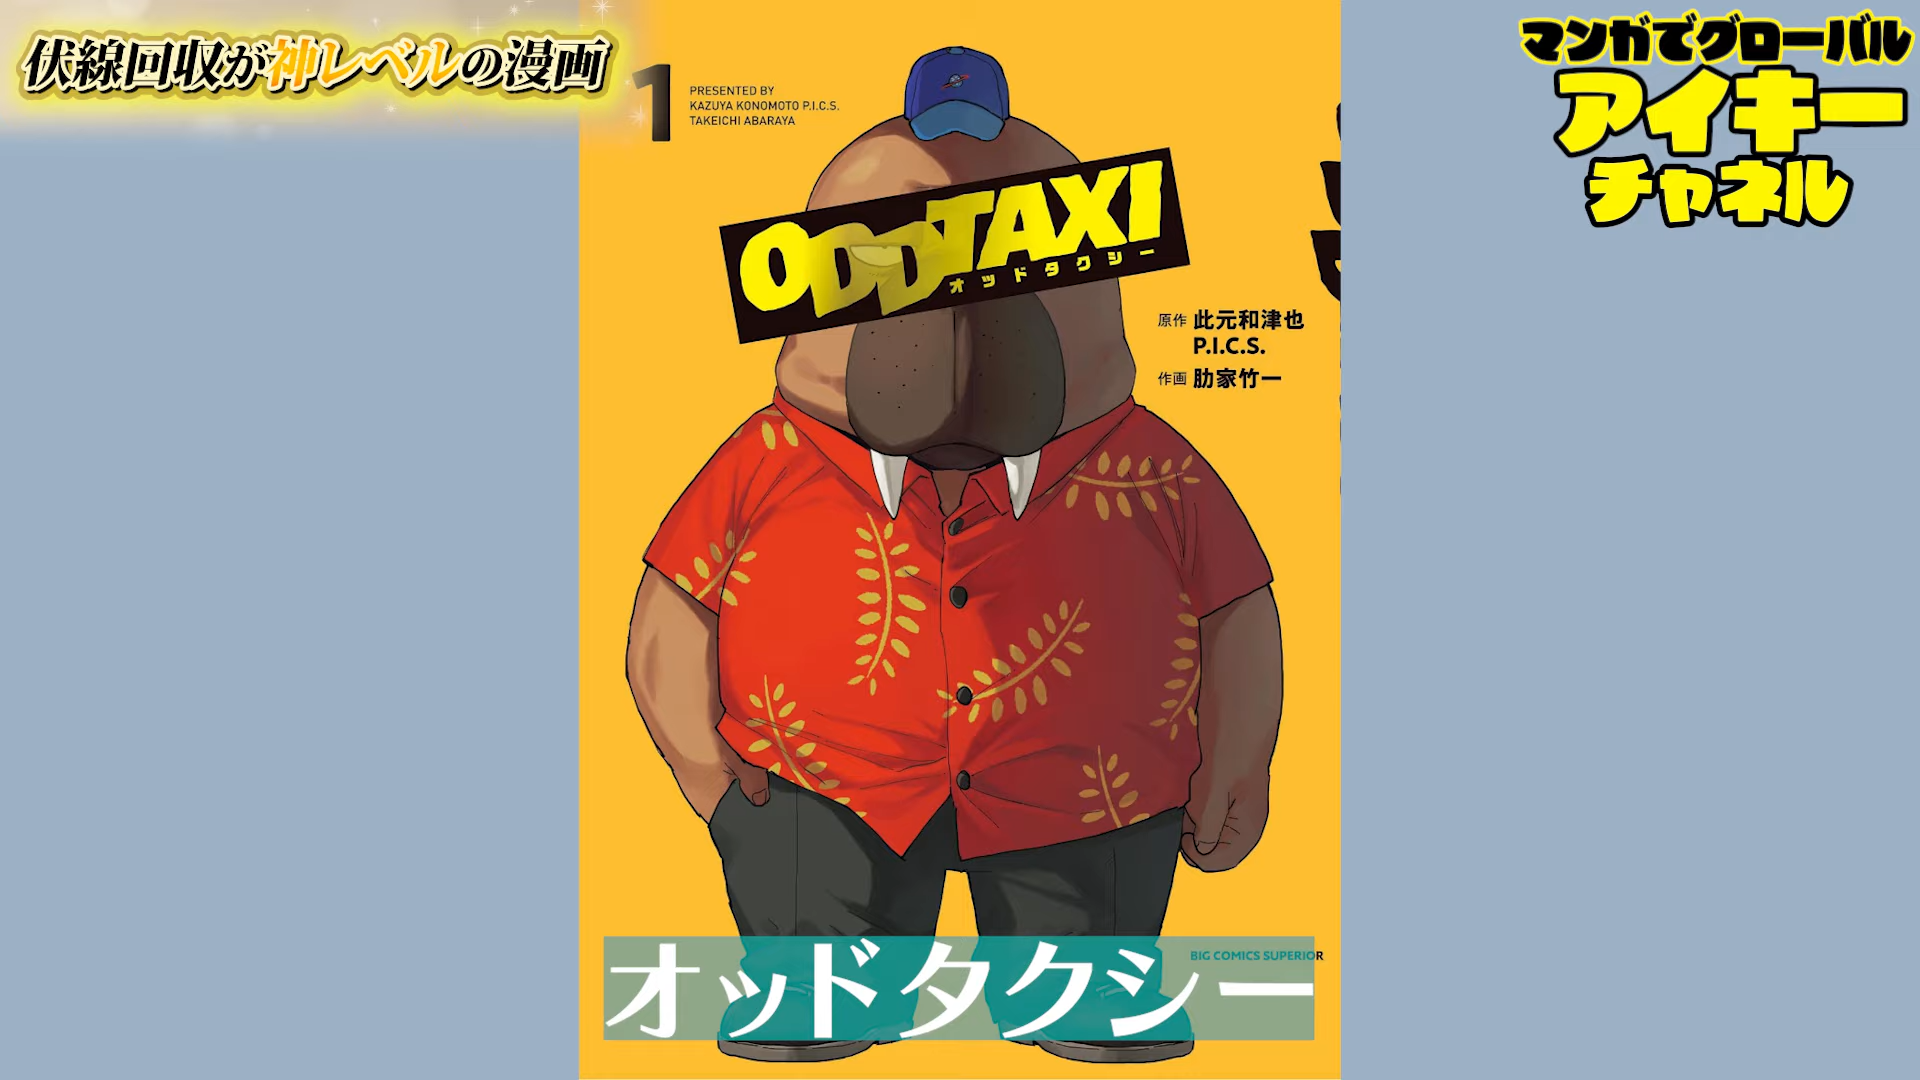 伏線回収が神レベルの漫画
マンガでグローバル
アイキー
チャネル
1
PRESENTED BY
KAZUYA KONOMOTO P.I.C.S.
TAKEICHI ABARAYA
ODDTAXI
オッドタクシー
原作 此元和津也
P.I.C.S.
作画 肋家竹一
BIG COMICS SUPERIOR
オッドタクシー